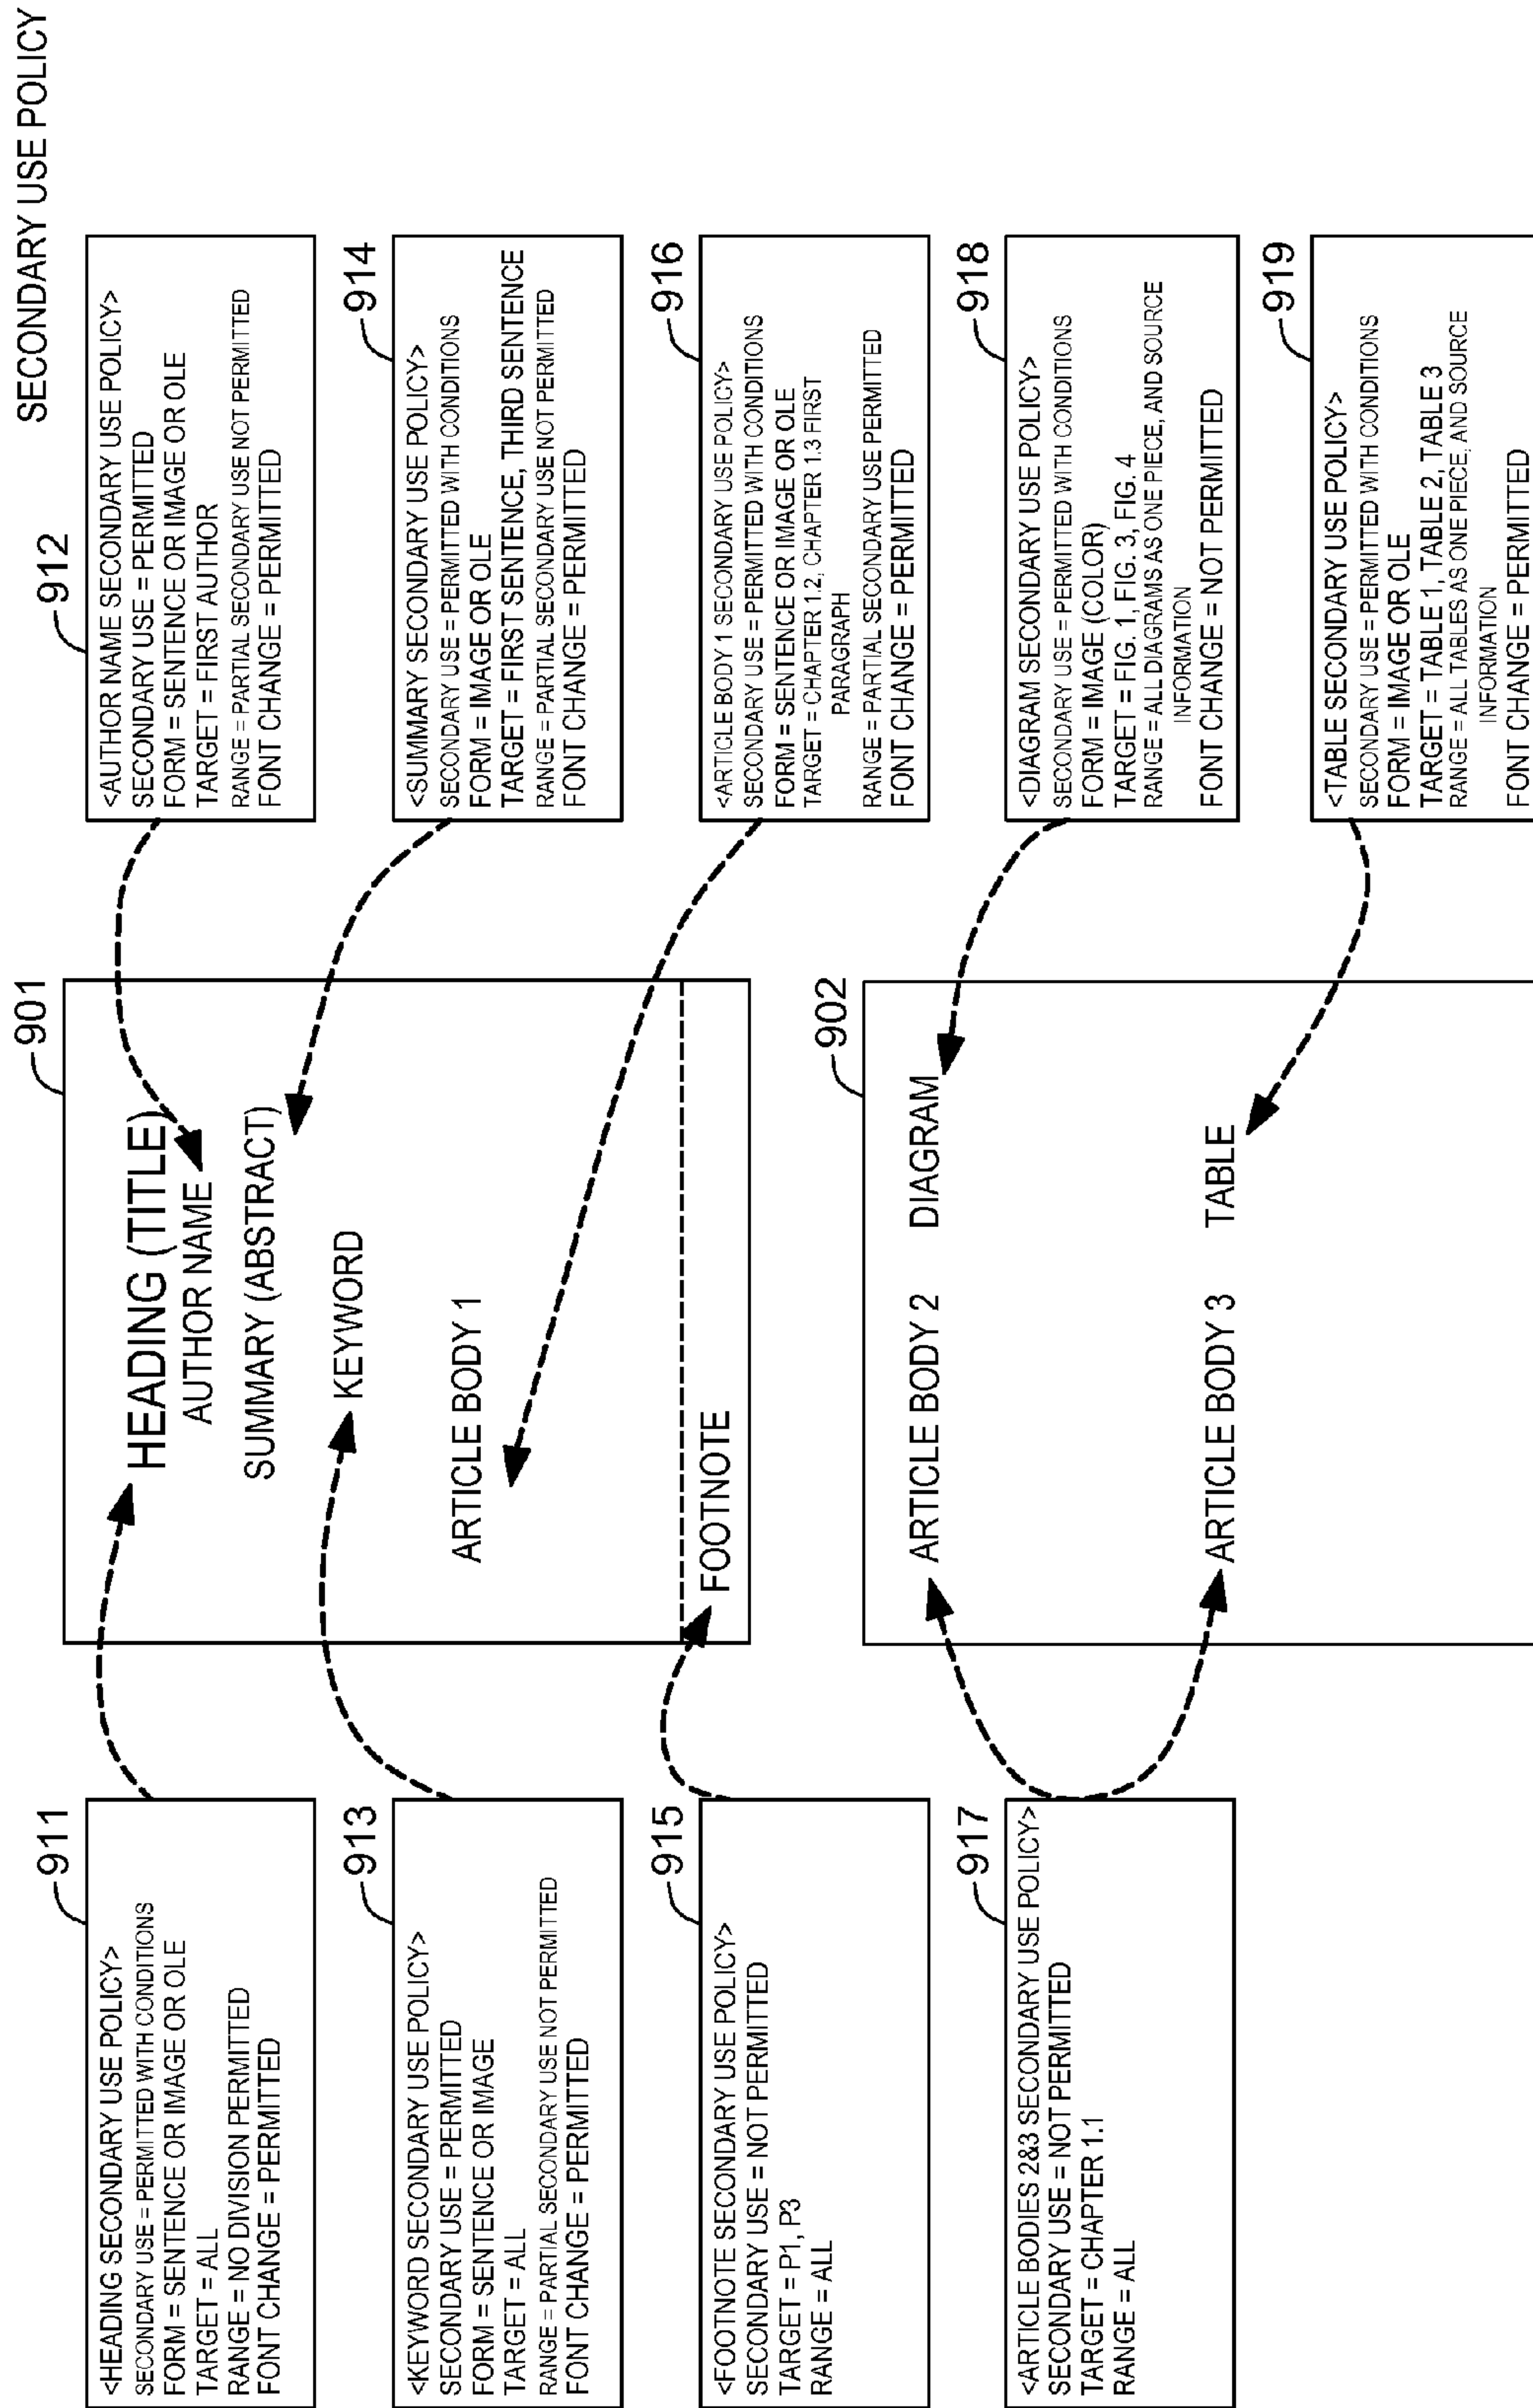 SECONDARY USE POLICY
911
<HEADING SECONDARY USE POLICY>
SECONDARY USE = PERMITTED WITH CONDITIONS
FORM = SENTENCE OR IMAGE OR OLE
TARGET = ALL
RANGE = NO DIVISION PERMITTED
FONT CHANGE = PERMITTED
913
<KEYWORD SECONDARY USE POLICY>
SECONDARY USE = PERMITTED
FORM = SENTENCE OR IMAGE
TARGET = ALL
RANGE = PARTIAL SECONDARY USE NOT PERMITTED
FONT CHANGE = PERMITTED
915
<FOOTNOTE SECONDARY USE POLICY>
SECONDARY USE = NOT PERMITTED
TARGET = P1, P3
RANGE = ALL
917
<ARTICLE BODIES 2&3 SECONDARY USE POLICY>
SECONDARY USE = NOT PERMITTED
TARGET = CHAPTER 1.1
RANGE = ALL
901
HEADING (TITLE)
AUTHOR NAME
SUMMARY (ABSTRACT)
KEYWORD
ARTICLE BODY 1
FOOTNOTE
902
ARTICLE BODY 2 DIAGRAM
ARTICLE BODY 3 TABLE
912
<AUTHOR NAME SECONDARY USE POLICY>
SECONDARY USE = PERMITTED
FORM = SENTENCE OR IMAGE OR OLE
TARGET = FIRST AUTHOR
RANGE = PARTIAL SECONDARY USE NOT PERMITTED
FONT CHANGE = PERMITTED
914
<SUMMARY SECONDARY USE POLICY>
SECONDARY USE = PERMITTED WITH CONDITIONS
FORM = IMAGE OR OLE
TARGET = FIRST SENTENCE, THIRD SENTENCE
RANGE = PARTIAL SECONDARY USE NOT PERMITTED
FONT CHANGE = PERMITTED
916
<ARTICLE BODY 1 SECONDARY USE POLICY>
SECONDARY USE = PERMITTED WITH CONDITIONS
FORM = SENTENCE OR IMAGE OR OLE
TARGET = CHAPTER 1.2, CHAPTER 1.3 FIRST
PARAGRAPH
RANGE = PARTIAL SECONDARY USE PERMITTED
FONT CHANGE = PERMITTED
918
<DIAGRAM SECONDARY USE POLICY>
SECONDARY USE = PERMITTED WITH CONDITIONS
FORM = IMAGE (COLOR)
TARGET = FIG. 1, FIG. 3, FIG. 4
RANGE = ALL DIAGRAMS AS ONE PIECE, AND SOURCE
INFORMATION
FONT CHANGE = NOT PERMITTED
919
<TABLE SECONDARY USE POLICY>
SECONDARY USE = PERMITTED WITH CONDITIONS
FORM = IMAGE OR OLE
TARGET = TABLE 1, TABLE 2, TABLE 3
RANGE = ALL TABLES AS ONE PIECE, AND SOURCE
INFORMATION
FONT CHANGE = PERMITTED